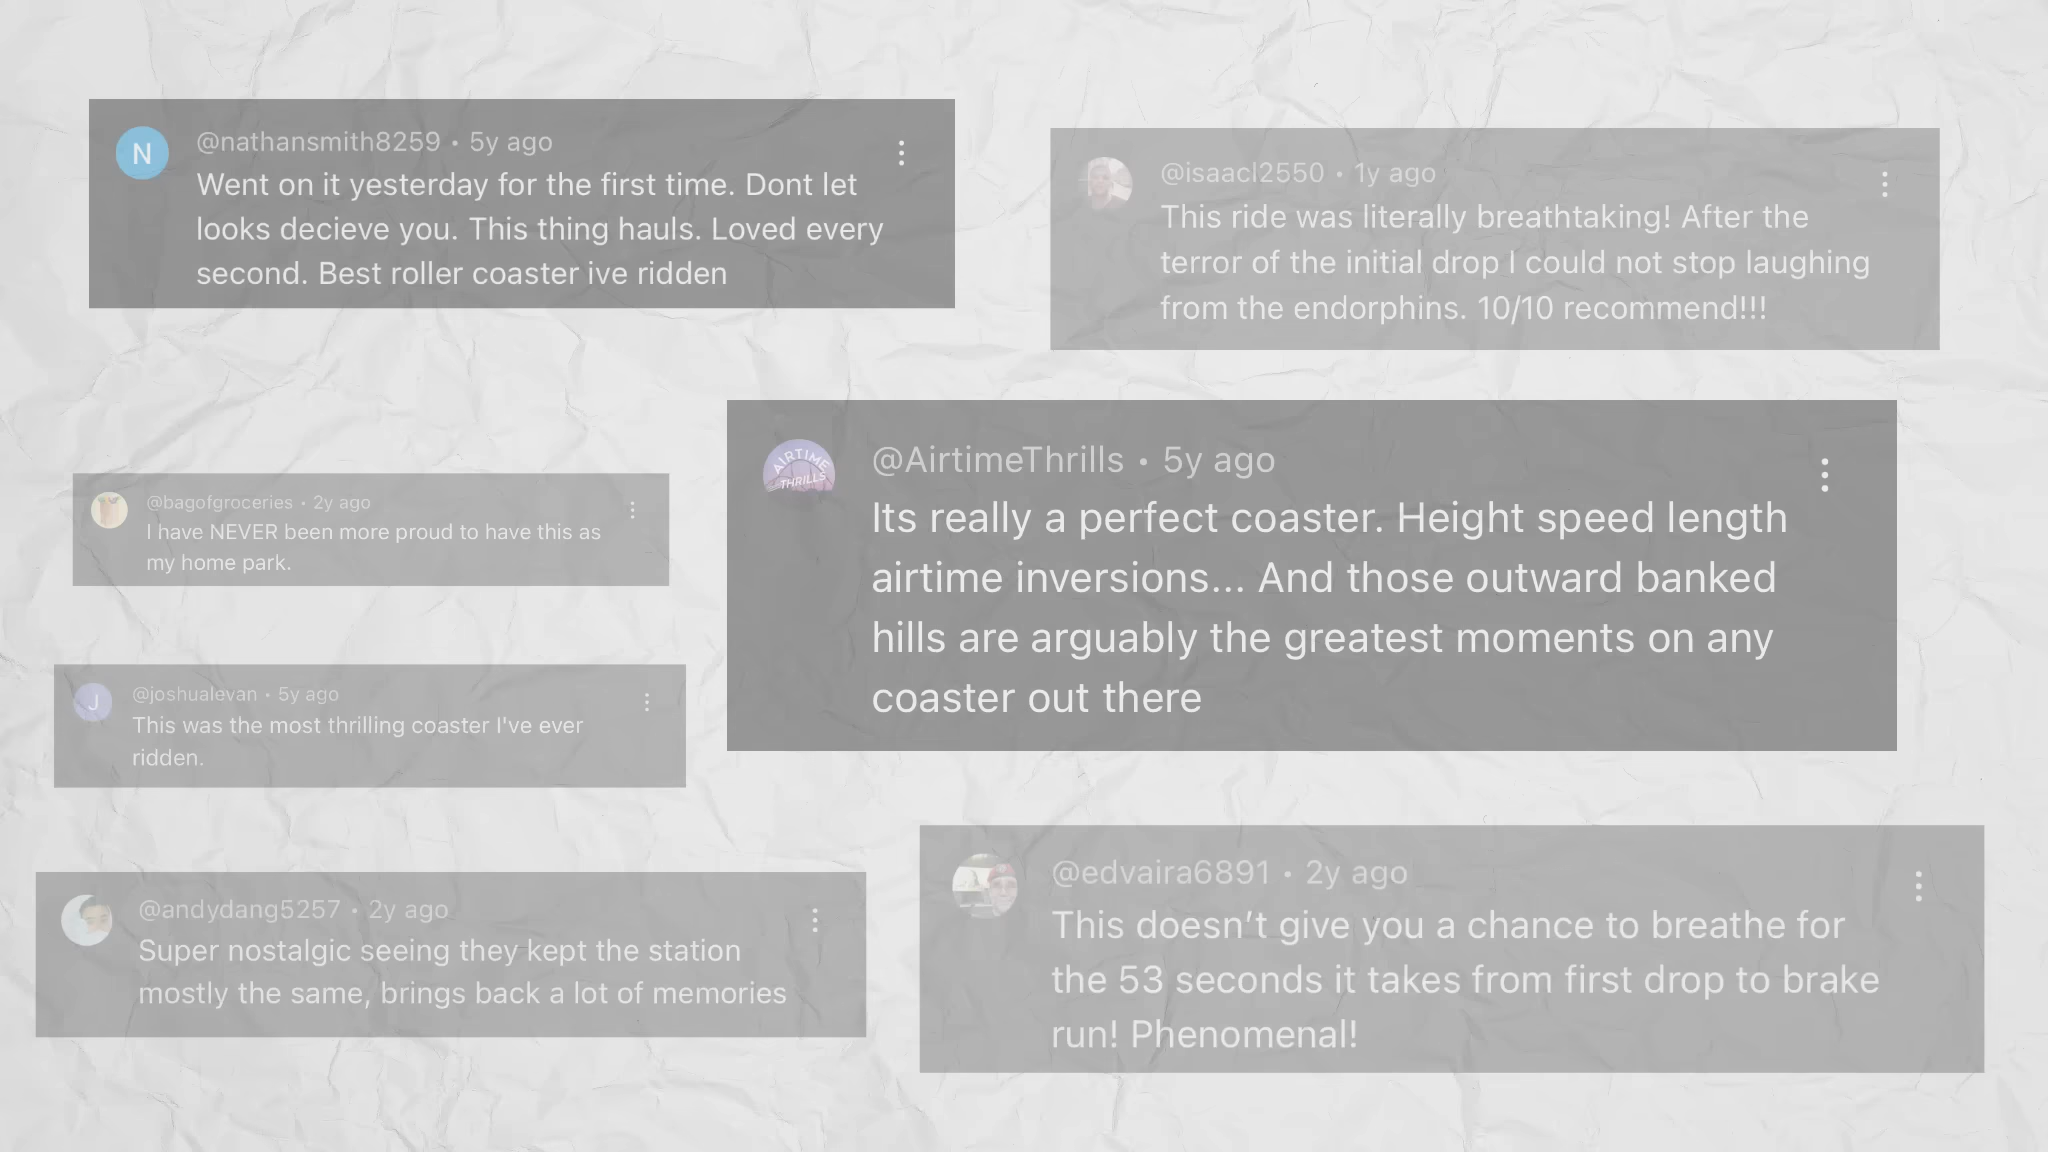 N
@nathansmith8259 • 5y ago
Went on it yesterday for the first time. Dont let
looks decieve you. This thing hauls. Loved every
second. Best roller coaster ive ridden
@isaacl2550 • 1y ago
This ride was literally breathtaking! After the
terror of the initial drop I could not stop laughing
from the endorphins. 10/10 recommend!!!
@bagofgroceries • 2y ago
I have NEVER been more proud to have this as
my home park.
AIRTIME
THRILLS
@AirtimeThrills • 5y ago
Its really a perfect coaster. Height speed length
airtime inversions... And those outward banked
hills are arguably the greatest moments on any
coaster out there
J
@joshualevan • 5y ago
This was the most thrilling coaster I've ever
ridden.
@andydang5257 • 2y ago
Super nostalgic seeing they kept the station
mostly the same, brings back a lot of memories
@edvaira6891 • 2y ago
This doesn’t give you a chance to breathe for
the 53 seconds it takes from first drop to brake
run! Phenomenal!